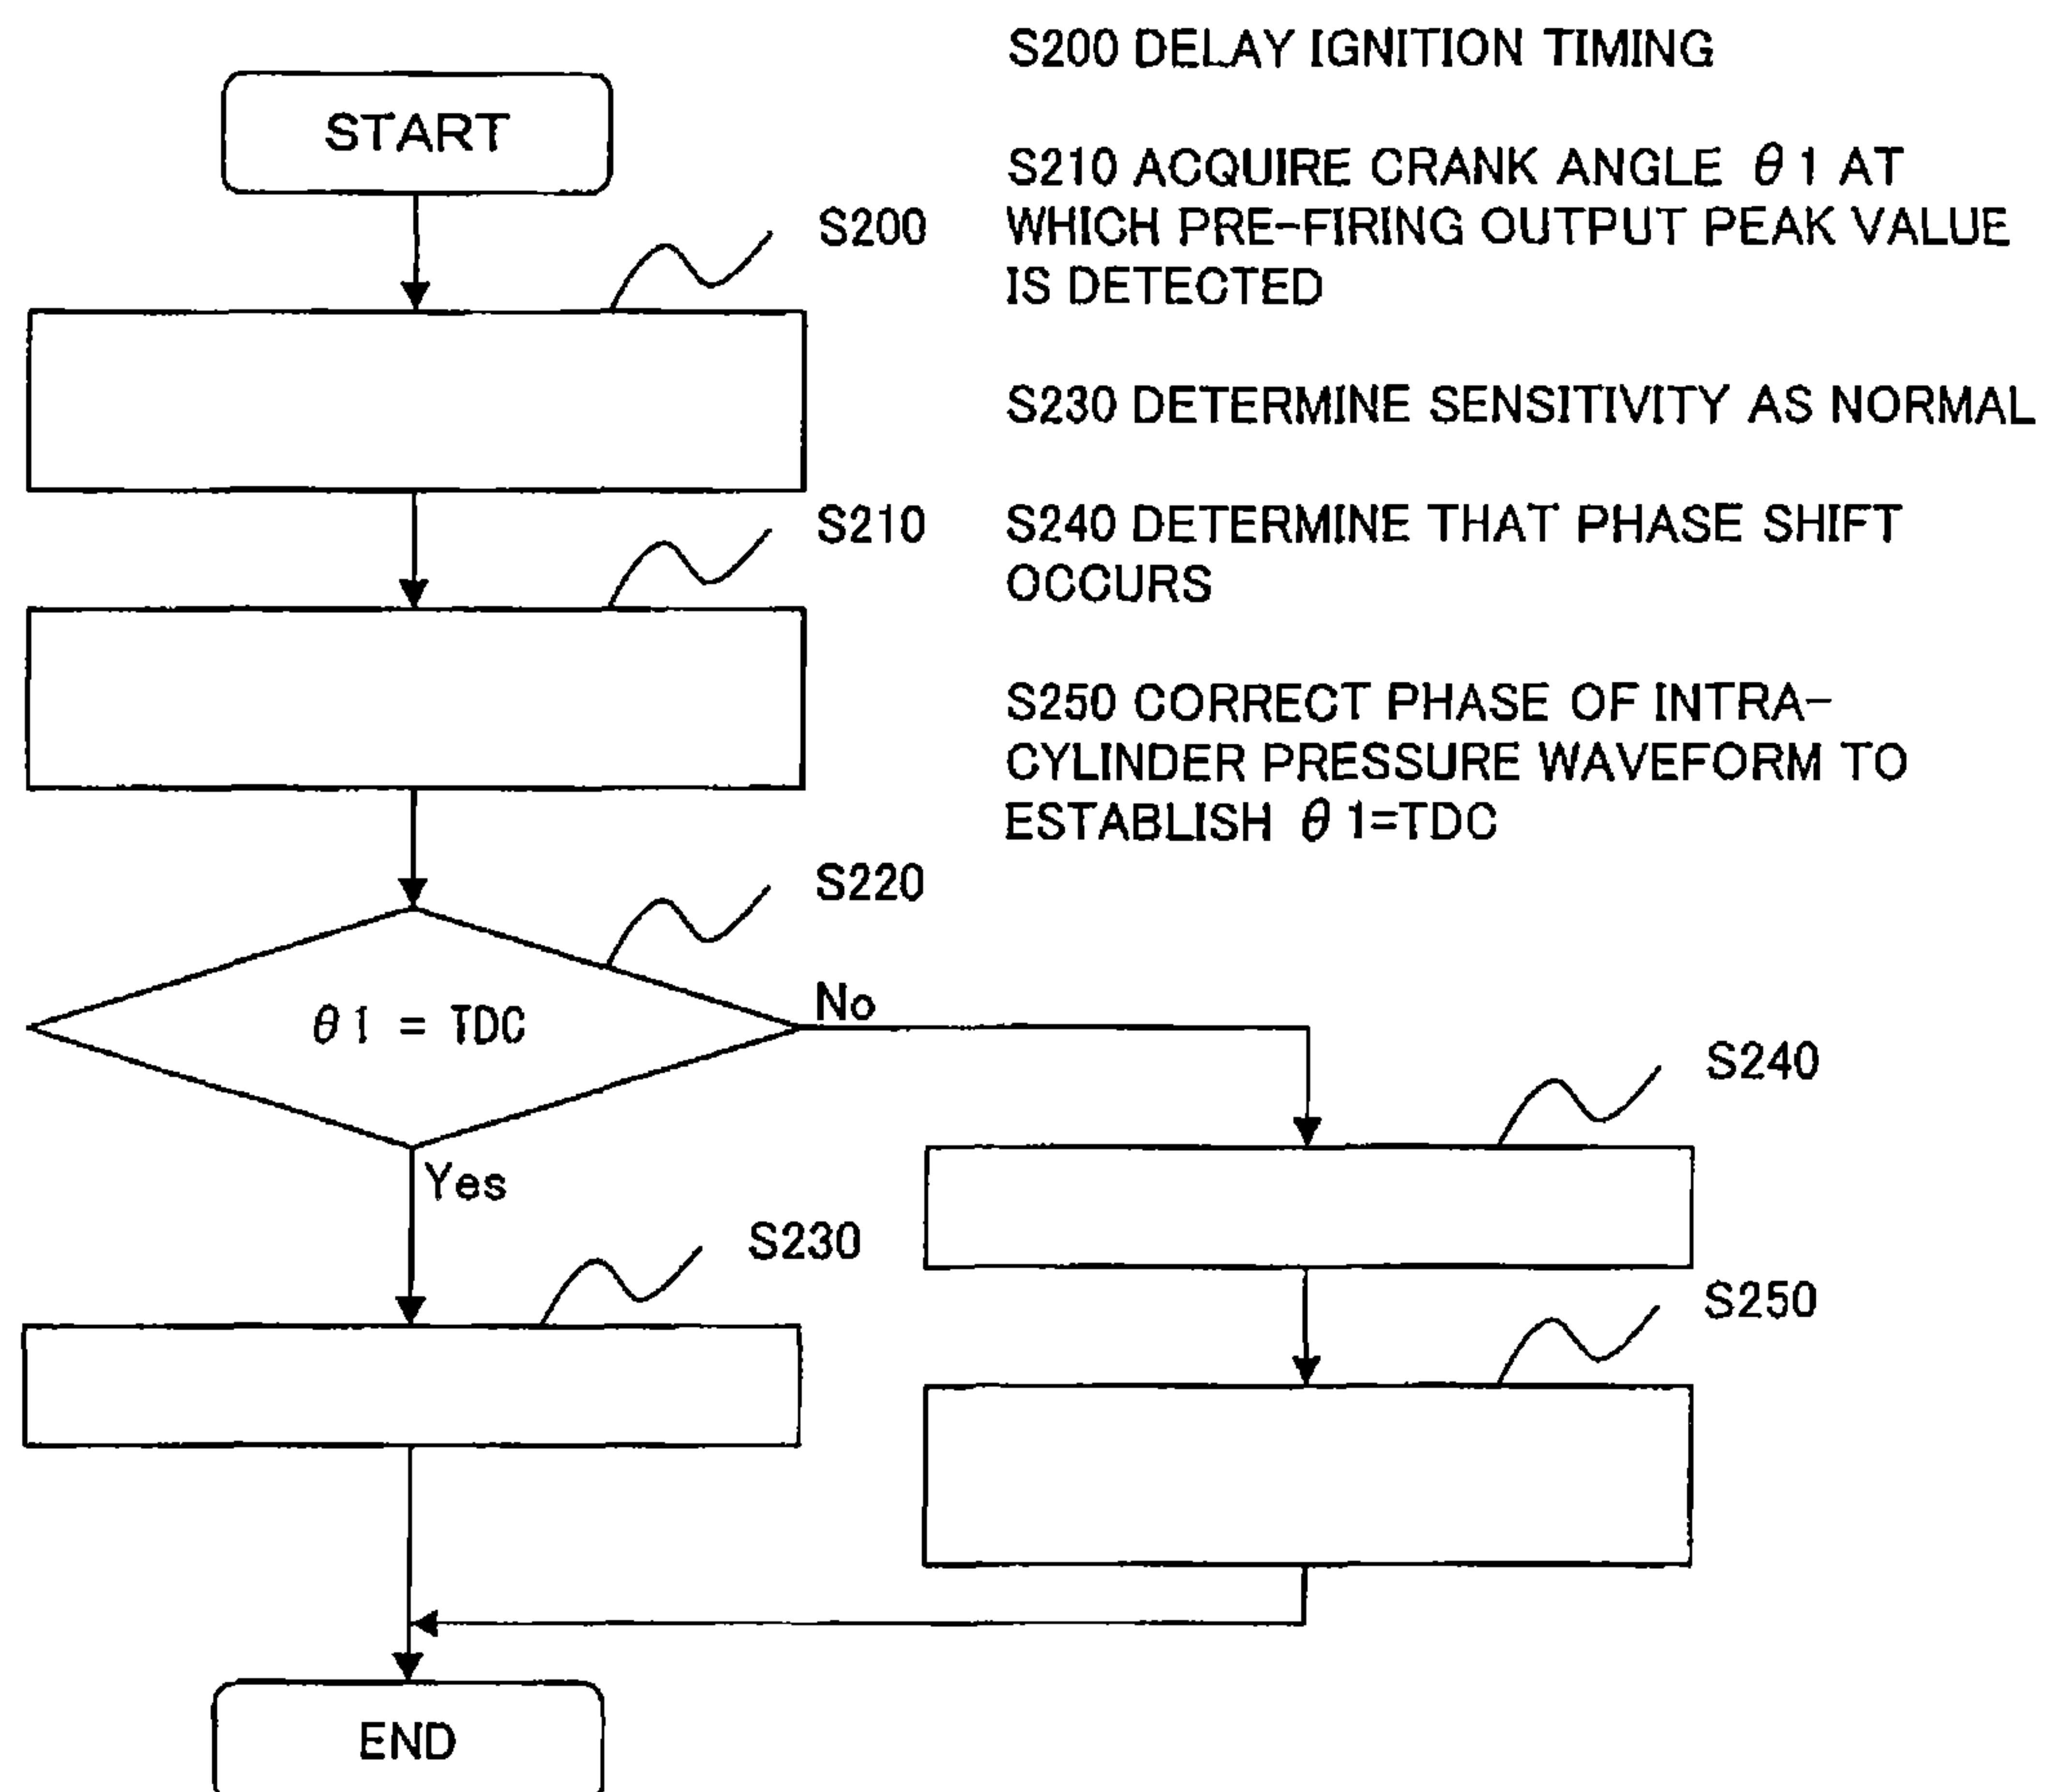 START
S200
S210
S220
θ1 = TDC
No
Yes
S230
S240
S250
END
S200 DELAY IGNITION TIMING
S210 ACQUIRE CRANK ANGLE θ1 AT
WHICH PRE-FIRING OUTPUT PEAK VALUE
IS DETECTED
S230 DETERMINE SENSITIVITY AS NORMAL
S240 DETERMINE THAT PHASE SHIFT
OCCURS
S250 CORRECT PHASE OF INTRA-
CYLINDER PRESSURE WAVEFORM TO
ESTABLISH θ1=TDC